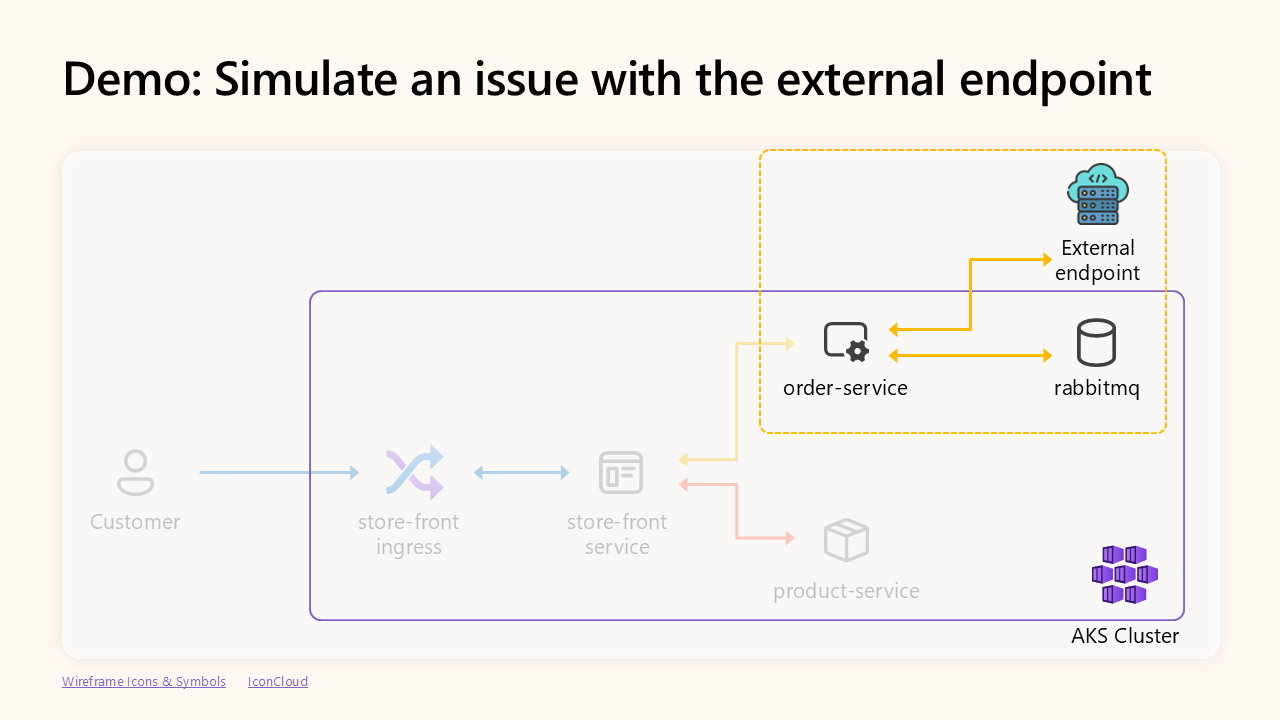 Demo: Simulate an issue with the external endpoint
External
endpoint
order-service
rabbitmq
Customer
store-front
ingress
store-front
service
product-service
AKS Cluster
Wireframe Icons & Symbols
IconCloud